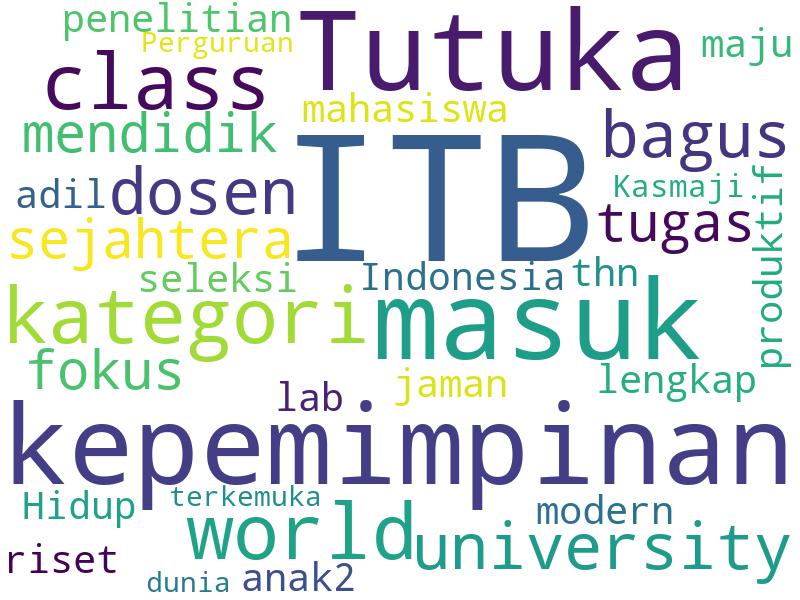 penelitian
Perguruan
Tutuka
maju
class
mahasiswa
mendidik
ITB
bagus
adil
dosen
Kasmaji
tugas
produktif
sejahtera
seleksi
Indonesia
thn
kategori
masuk
fokus
lab
jaman
lengkap
kepemimpinan
Hidup
terkemuka
world
modern
university
riset
dunia
anak2